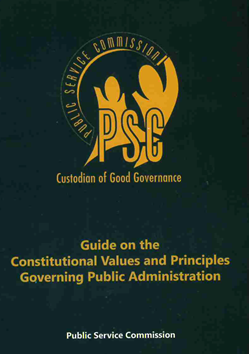 PUBLIC SERVICE COMMISSION
PSC
Custodian of Good Governance
Guide on the
Constitutional Values and Principles
Governing Public Administration
Public Service Commission